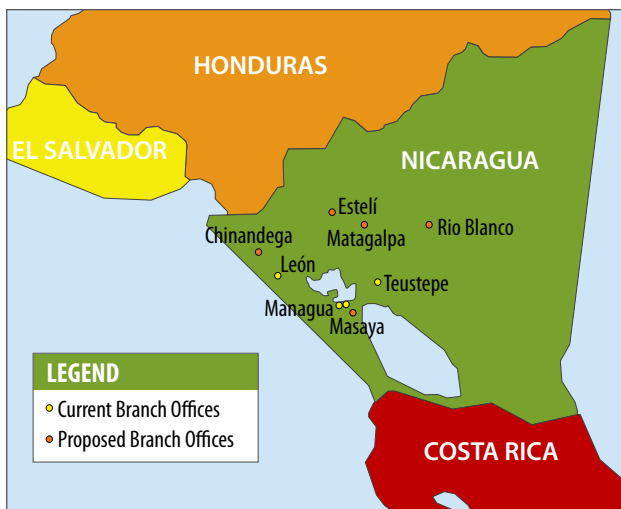 HONDURAS
EL SALVADOR
NICARAGUA
Estelí
Matagalpa
Rio Blanco
Chinandega
León
Teustepe
Managua
Masaya
LEGEND
Current Branch Offices
Proposed Branch Offices
COSTA RICA